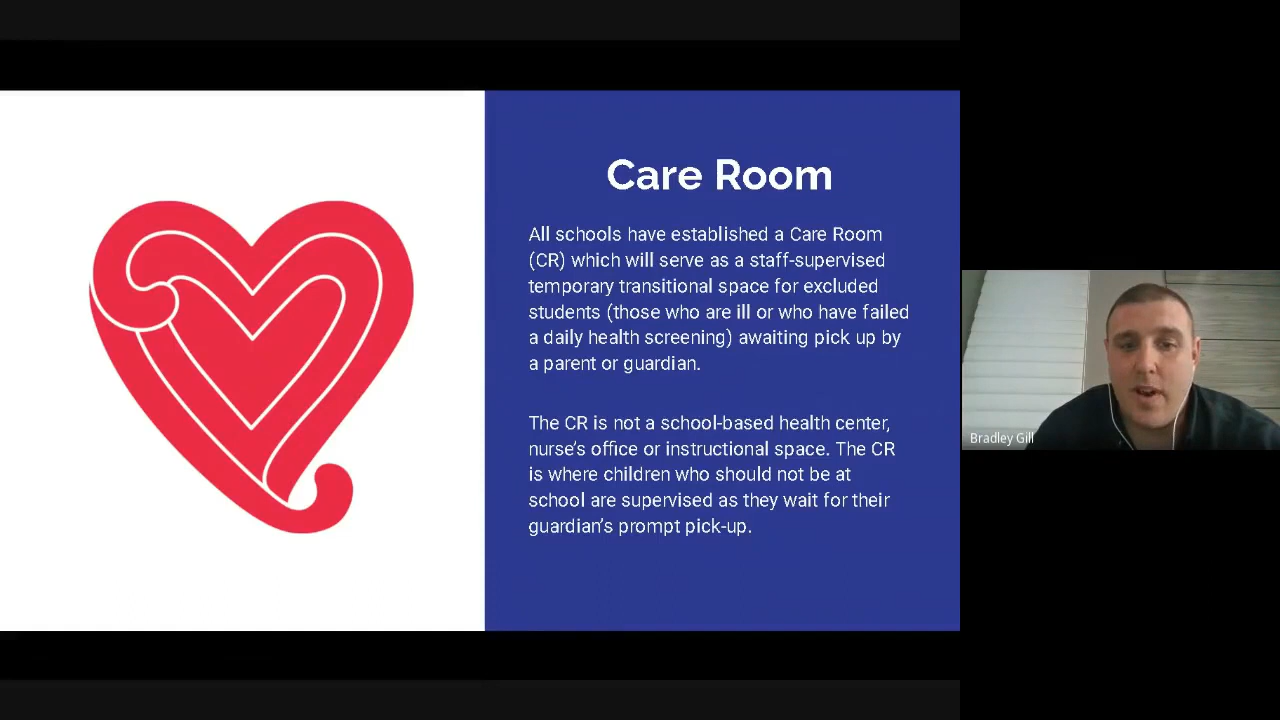 Care Room
All schools have established a Care Room
(CR) which will serve as a staff-supervised
temporary transitional space for excluded
students (those who are ill or who have failed
a daily health screening) awaiting pick up by
a parent or guardian.
The CR is not a school-based health center,
nurse's office or instructional space. The CR
is where children who should not be at
school are supervised as they wait for their
guardian's prompt pick-up.
Bradley Gill